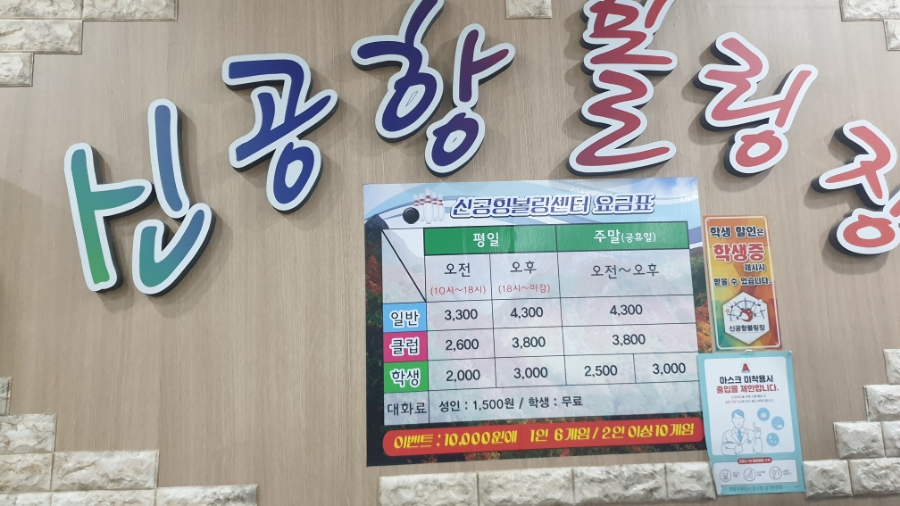 신공항 볼링장
신공항볼링센터 요금표
평일 주말(공휴일)
오전 오후 오전~오후
(10시~18시) (18시~마감)
일반 3,300 4,300 4,300
클럽 2,600 3,800 3,800
학생 2,000 3,000 2,500 3,000
대화료 성인 : 1,500원 / 학생 : 무료
이벤트 : 10,000원에 1인 6게임 / 2인 이상 10게임
학생 할인은
학생증
제시시
받을 수 있습니다.
신공항볼링장
마스크 미착용시
출입을 제한합니다.